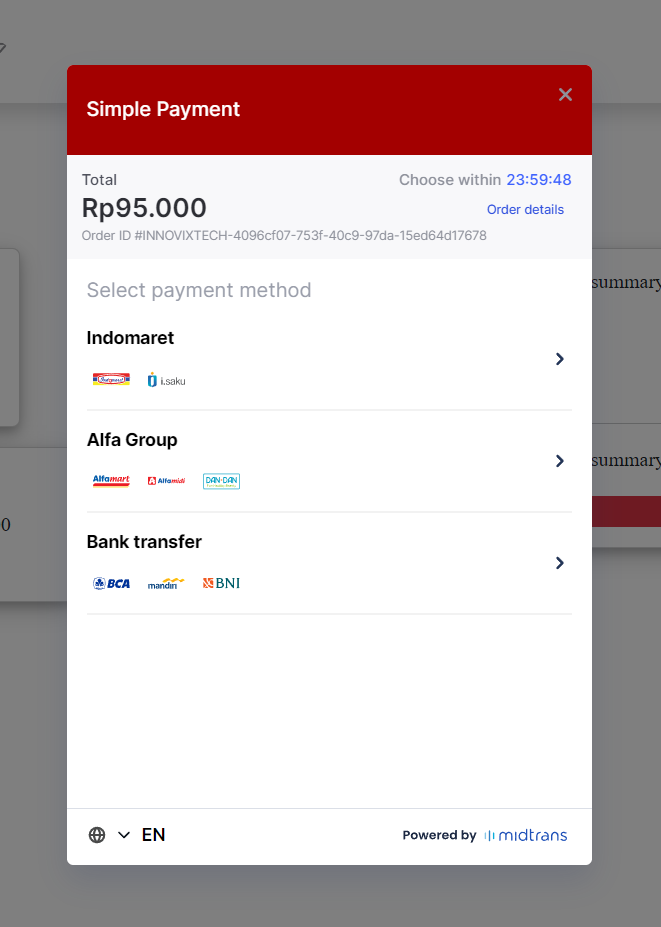 Simple Payment
Total
Choose within 23:59:48
Rp95.000
Order details
Order ID #INNOVIXTECH-4096cf07-753f-40c9-97da-15ed64d17678
summary
Select payment method
Indomaret
Indomaret i.saku
Alfa Group
summary
Alfamart Alfamidi DAN+DAN
0
Bank transfer
BCA mandiri BNI
EN
Powered by midtrans